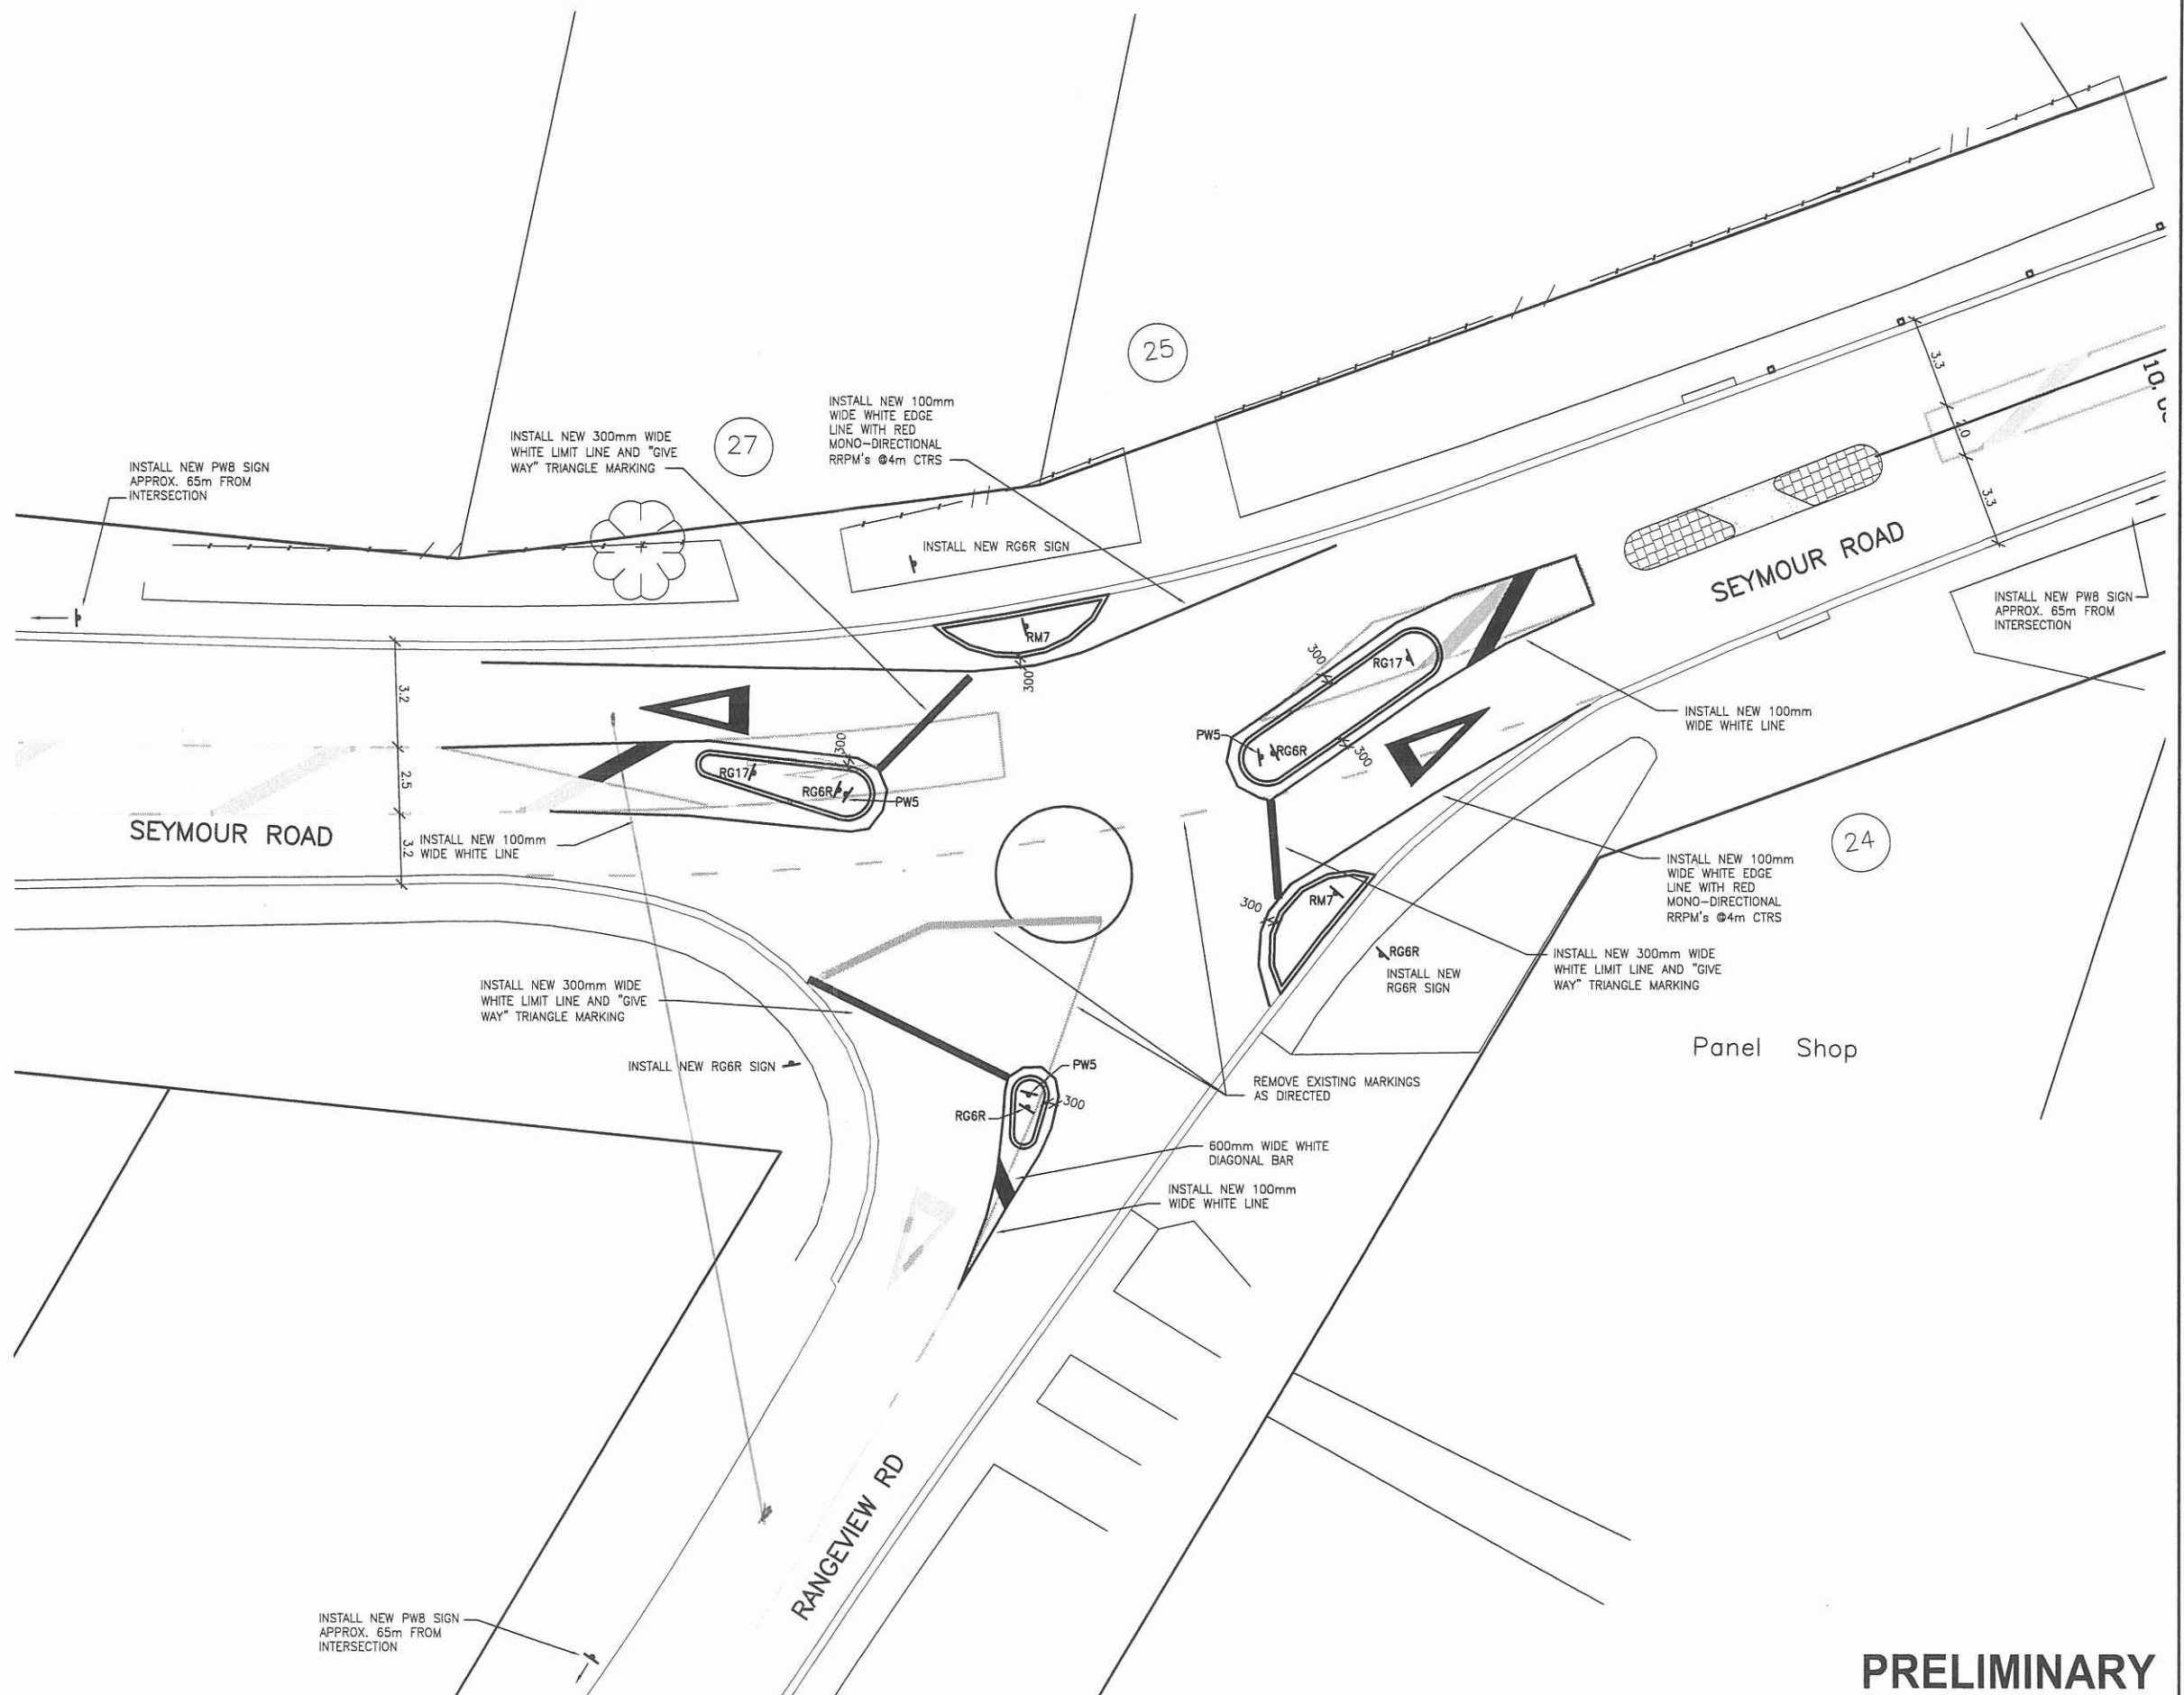 25
INSTALL NEW 100mm
WIDE WHITE EDGE
LINE WITH RED
MONO-DIRECTIONAL
RRPM's @4m CTRS
INSTALL NEW 300mm WIDE
WHITE LIMIT LINE AND "GIVE
WAY" TRIANGLE MARKING
27
INSTALL NEW PW8 SIGN
APPROX. 65m FROM
INTERSECTION
3.3
2.0
3.3
10,
INSTALL NEW RG6R SIGN
SEYMOUR ROAD
INSTALL NEW PW8 SIGN
APPROX. 65m FROM
INTERSECTION
RM7
300
300
RG17
PW5
RG6R
300
INSTALL NEW 100mm
WIDE WHITE LINE
3.2
2.5
3.2
300
RG17
RG6R
PW5
SEYMOUR ROAD
INSTALL NEW 100mm
WIDE WHITE LINE
24
INSTALL NEW 100mm
WIDE WHITE EDGE
LINE WITH RED
MONO-DIRECTIONAL
RRPM's @4m CTRS
300
RM7
RG6R
INSTALL NEW
RG6R SIGN
INSTALL NEW 300mm WIDE
WHITE LIMIT LINE AND "GIVE
WAY" TRIANGLE MARKING
INSTALL NEW 300mm WIDE
WHITE LIMIT LINE AND "GIVE
WAY" TRIANGLE MARKING
Panel Shop
INSTALL NEW RG6R SIGN
PW5
300
RG6R
REMOVE EXISTING MARKINGS
AS DIRECTED
600mm WIDE WHITE
DIAGONAL BAR
INSTALL NEW 100mm
WIDE WHITE LINE
RANGEVIEW RD
INSTALL NEW PW8 SIGN
APPROX. 65m FROM
INTERSECTION
PRELIMINARY